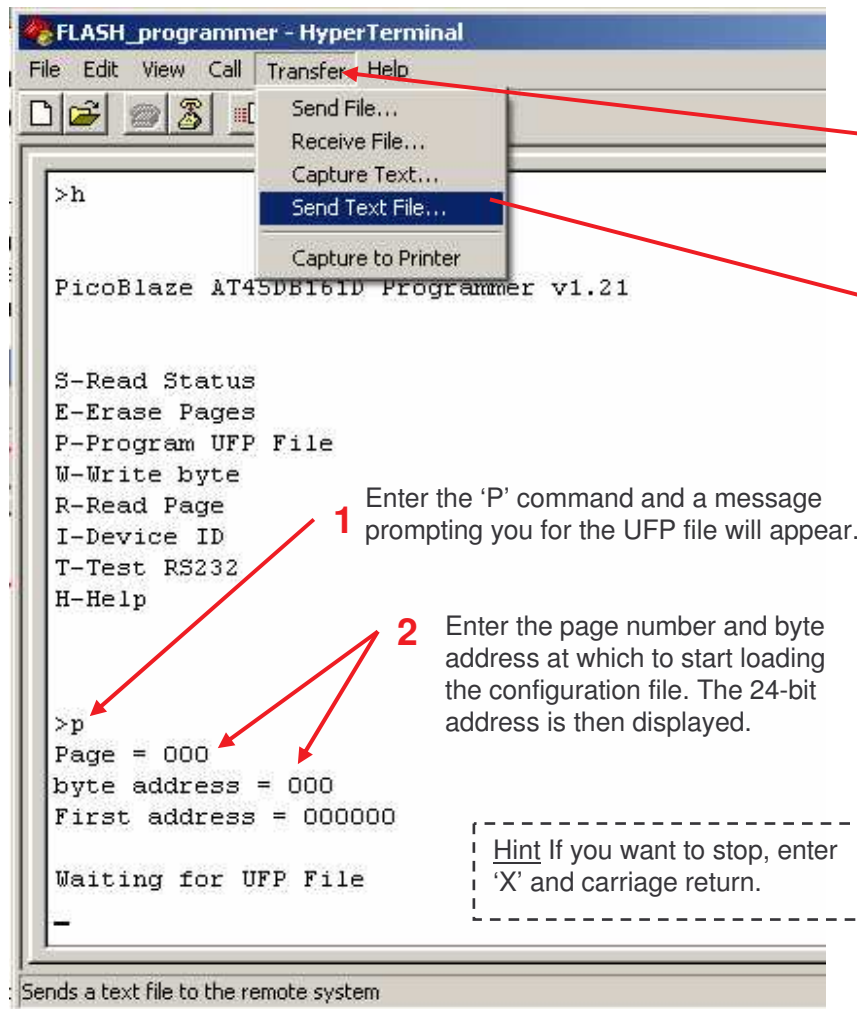 FLASH_programmer - HyperTerminal
File Edit View Call Transfer Help
Send File...
Receive File...
Capture Text...
Send Text File...
Capture to Printer
>h
PicoBlaze AT45DB161D Programmer v1.21
S-Read Status
E-Erase Pages
P-Program UFP File
W-Write byte
R-Read Page
I-Device ID
T-Test RS232
H-Help
1 Enter the ‘P’ command and a message
prompting you for the UFP file will appear.
2 Enter the page number and byte
address at which to start loading
the configuration file. The 24-bit
address is then displayed.
>p
Page = 000
byte address = 000
First address = 000000
Waiting for UFP File
_
Hint If you want to stop, enter
‘X’ and carriage return.
Sends a text file to the remote system